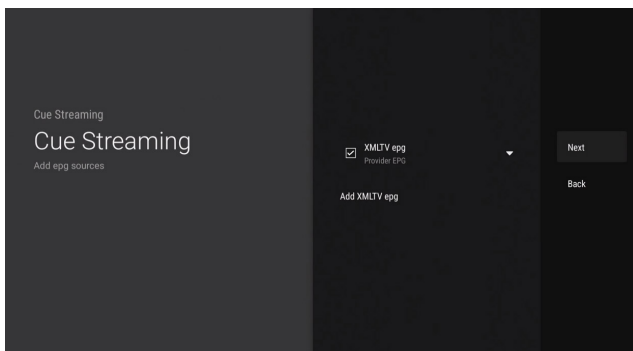 Cue Streaming
Cue Streaming
Add epg sources
XMLTV epg
Provider EPG
Add XMLTV epg
Next
Back